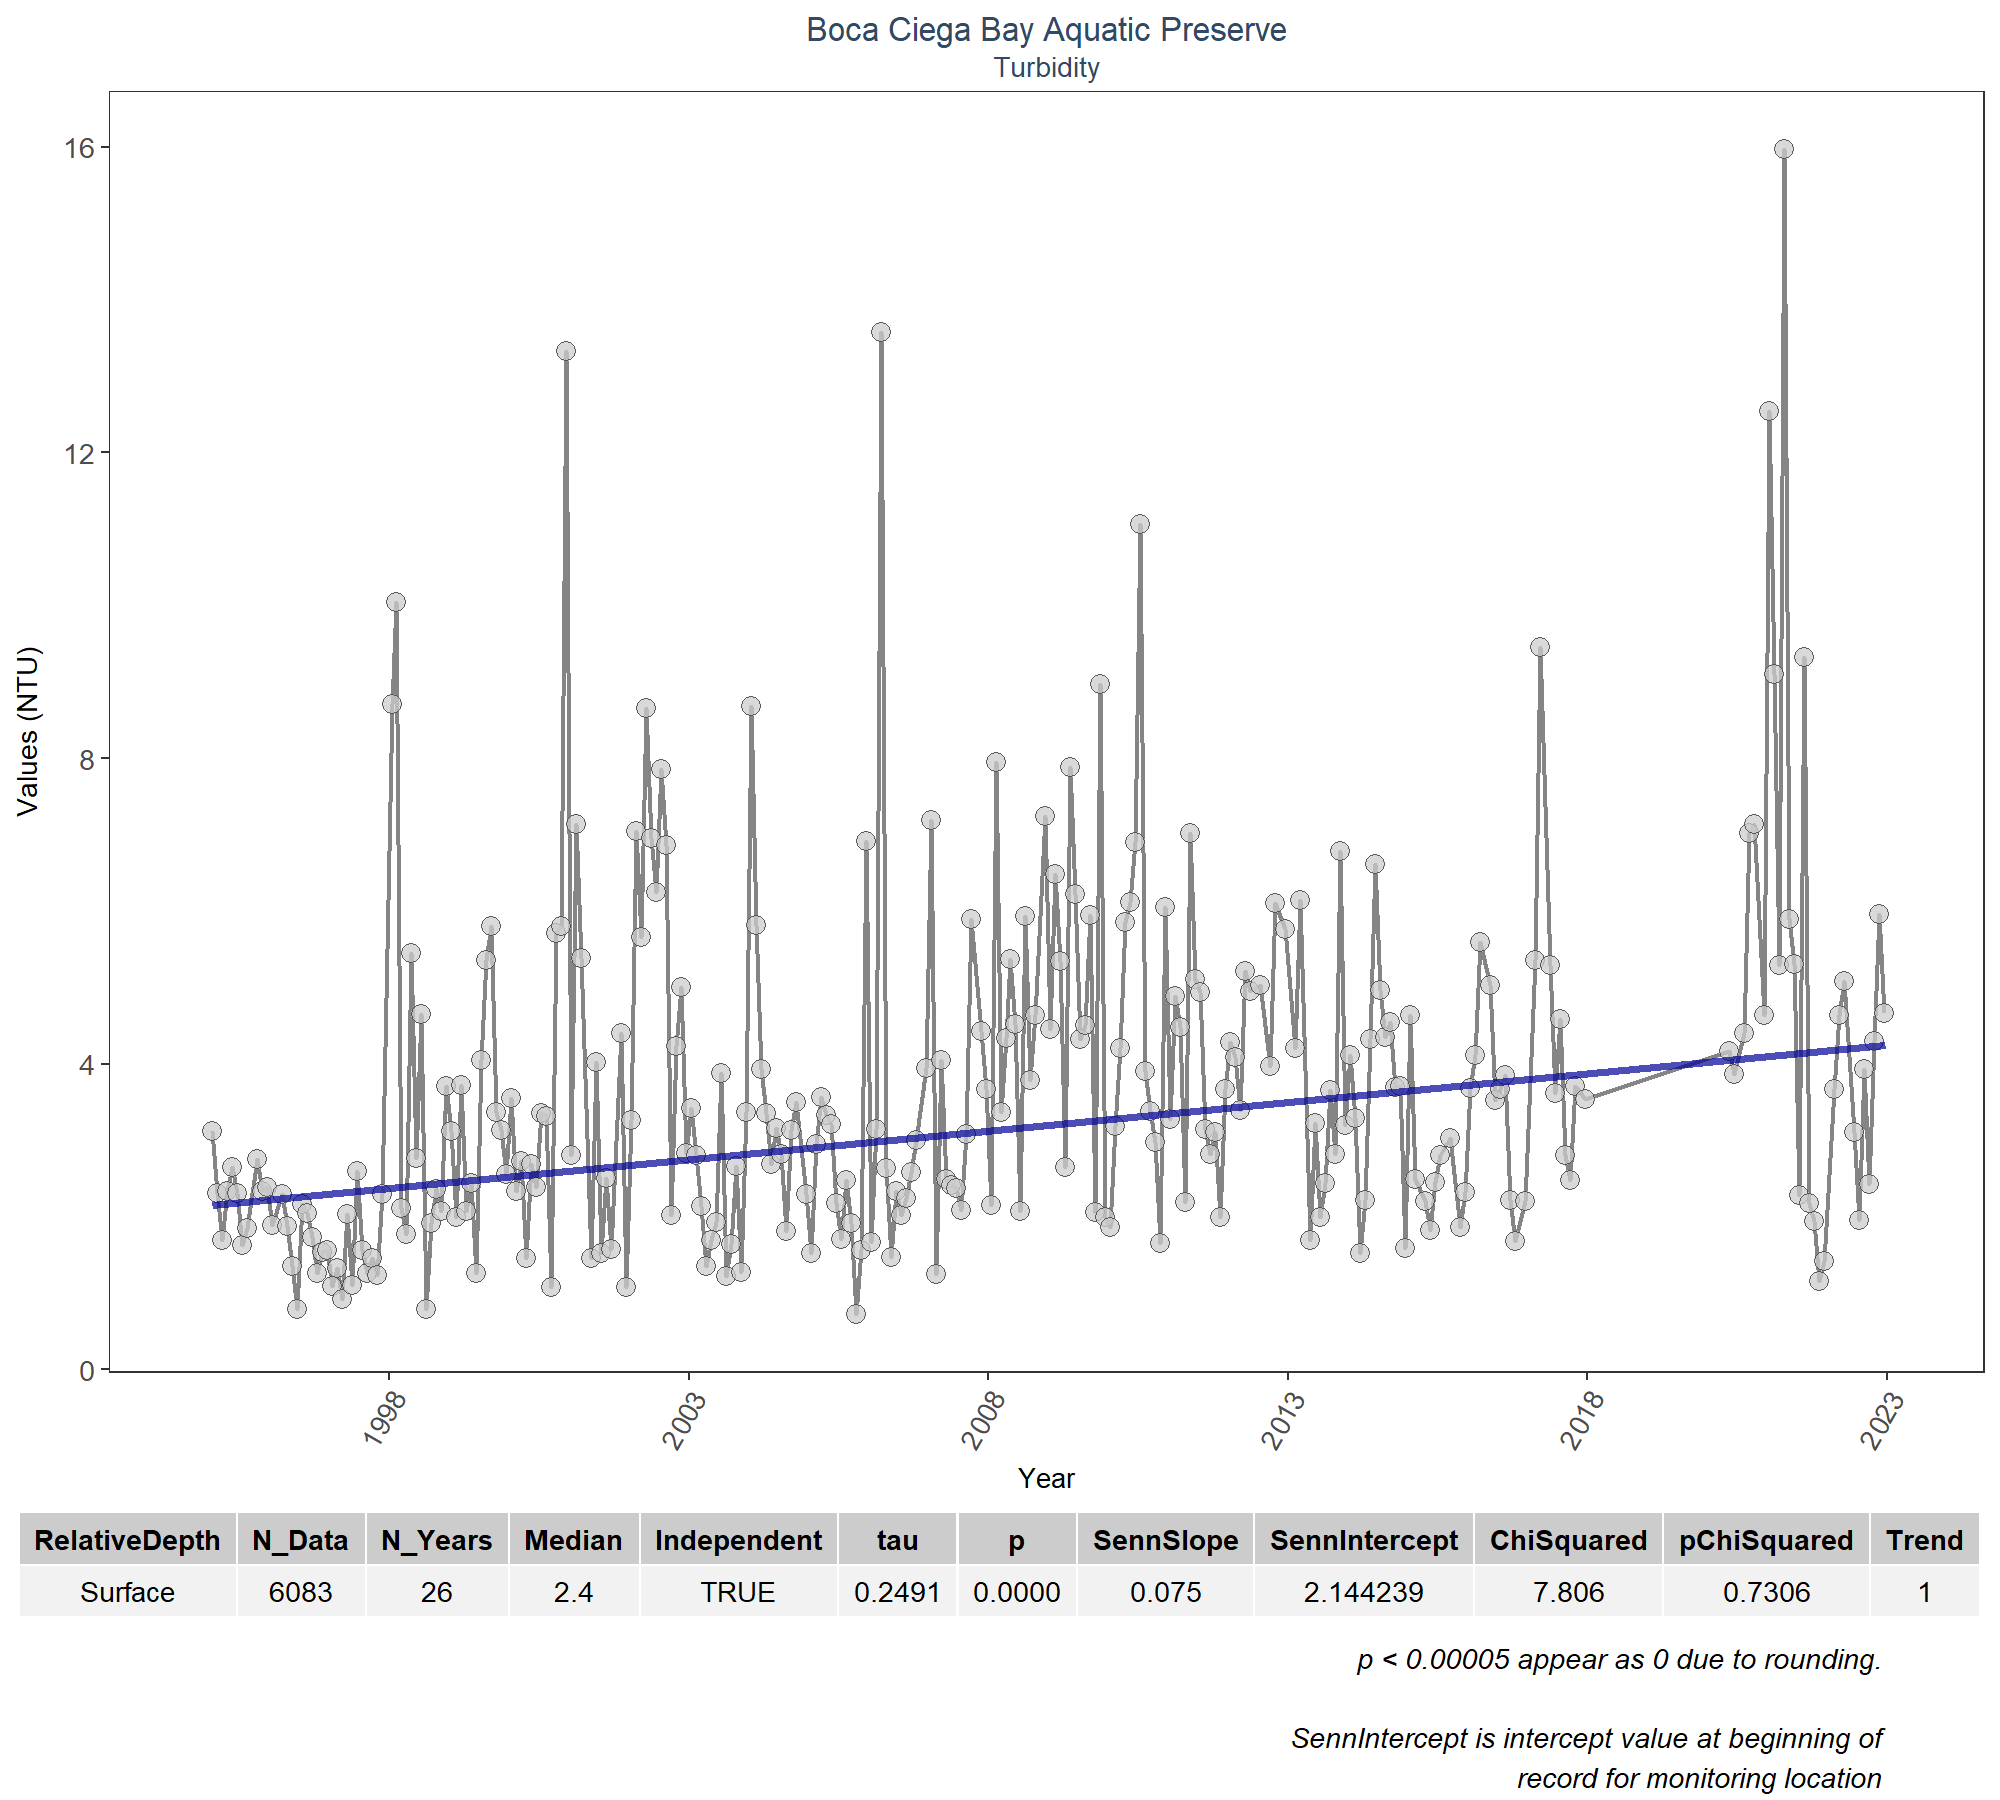 Boca Ciega Bay Aquatic Preserve
Turbidity
16
12
8
4
0
Values (NTU)
1998 2003 2008 2013 2018 2023
Year
RelativeDepth N_Data N_Years Median Independent tau p SennSlope SennIntercept ChiSquared pChiSquared Trend
Surface 6083 26 2.4 TRUE 0.2491 0.0000 0.075 2.144239 7.806 0.7306 1
p < 0.00005 appear as 0 due to rounding.
SennIntercept is intercept value at beginning of
record for monitoring location